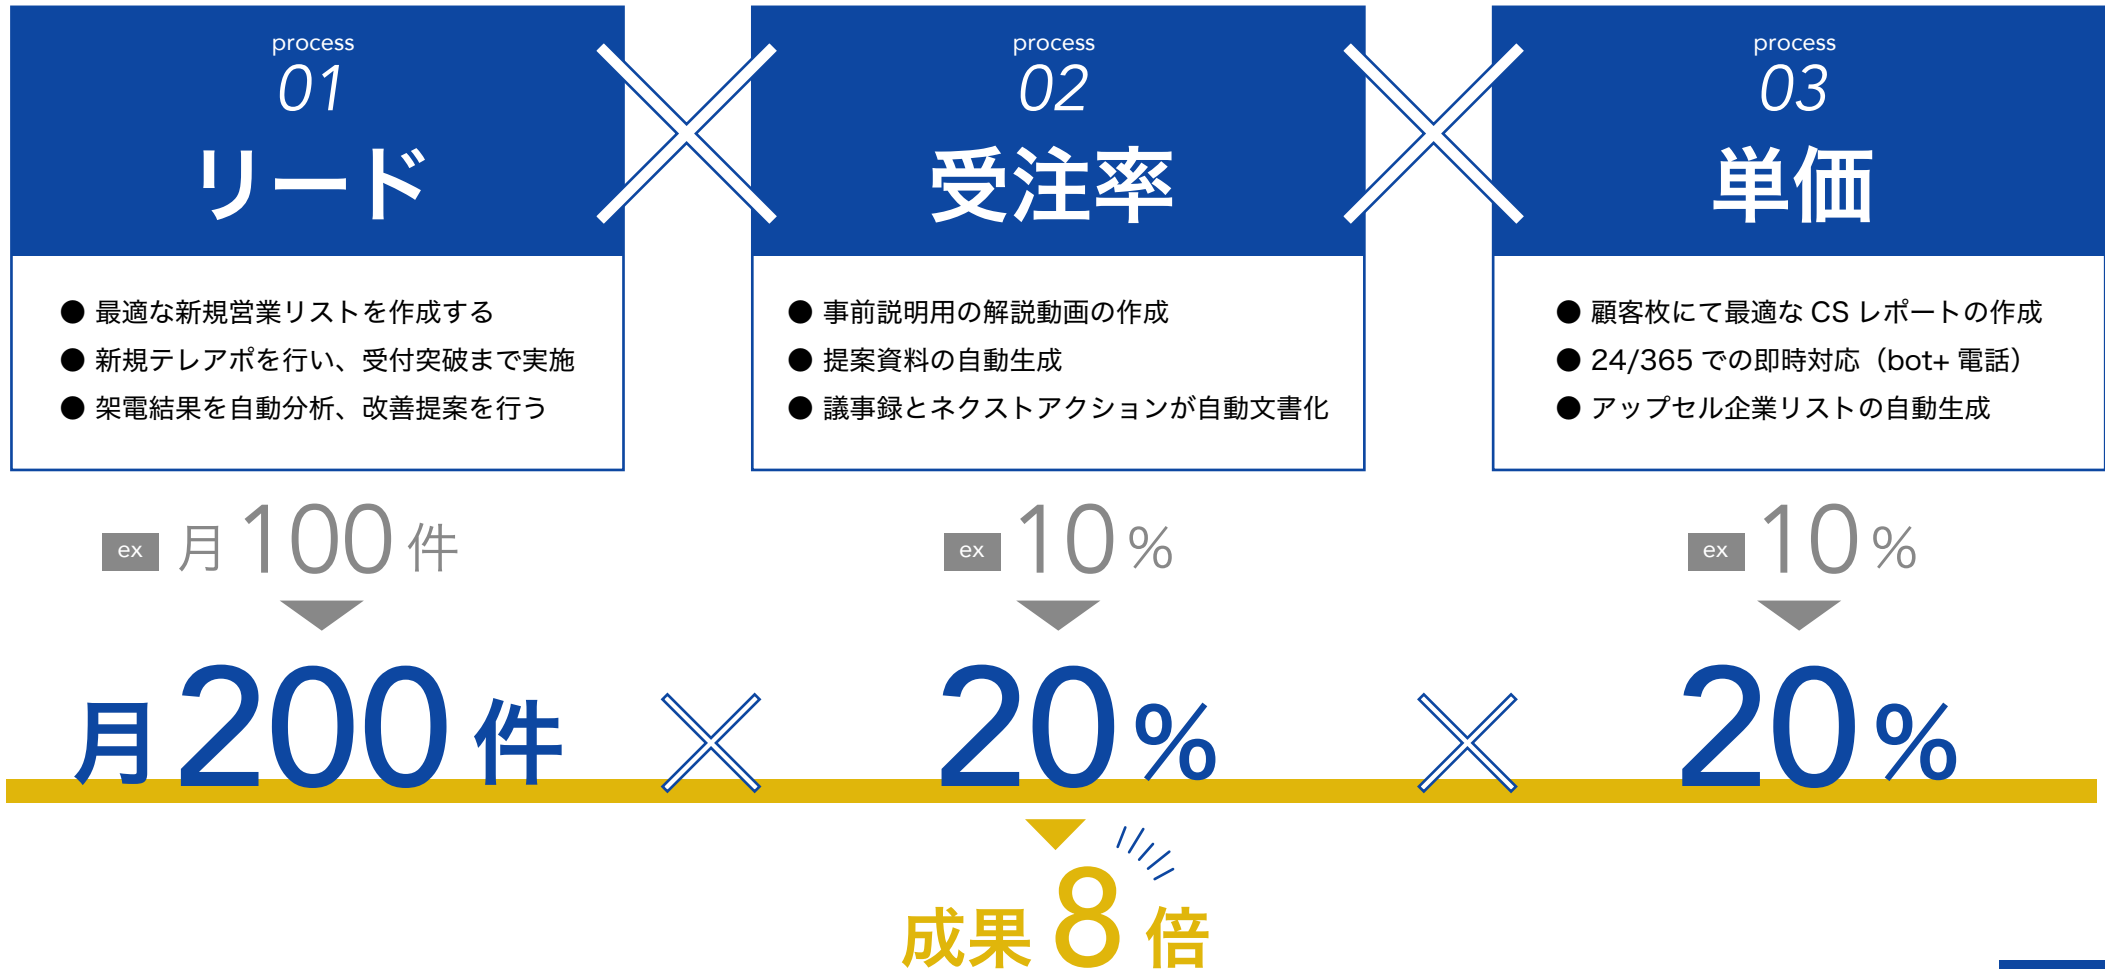 process
01
リード
● 最適な新規営業リストを作成する
● 新規テレアポを行い、受付突破まで実施
● 架電結果を自動分析、改善提案を行う
process
02
受注率
● 事前説明用の解説動画の作成
● 提案資料の自動生成
● 議事録とネクストアクションが自動文書化
process
03
単価
● 顧客枚にて最適な CS レポートの作成
● 24/365 での即時対応（bot+ 電話）
● アップセル企業リストの自動生成
ex 月 100 件
ex 10 %
ex 10 %
月 200 件 × 20 % × 20 %
成果 8 倍